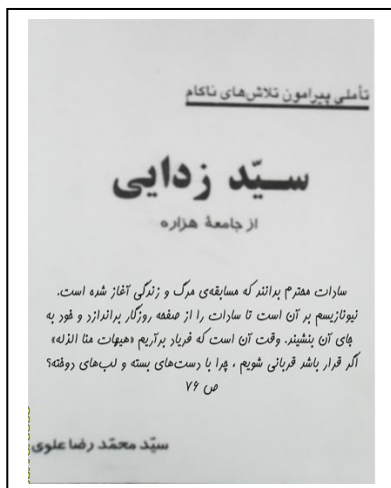 تأملی پیرامون تلاش‌های ناکام
سیّد زدایی
از جامعهٔ هزاره
سادات محترم بدانند که مسابقه‌ی مرگ و زندگی آغاز شده است.
نیونازیسم بر آن است تا سادات را از صفحه روزگار براندازد و خود به
جای آن بنشیند. وقت آن است که فریاد برآریم «هیهات منا الزله»
اگر قرار باشد قربانی شویم ، چرا با دست‌های بسته و لب‌های دوخته؟
ص ۷۶
سیّد محمّد رضا علوی